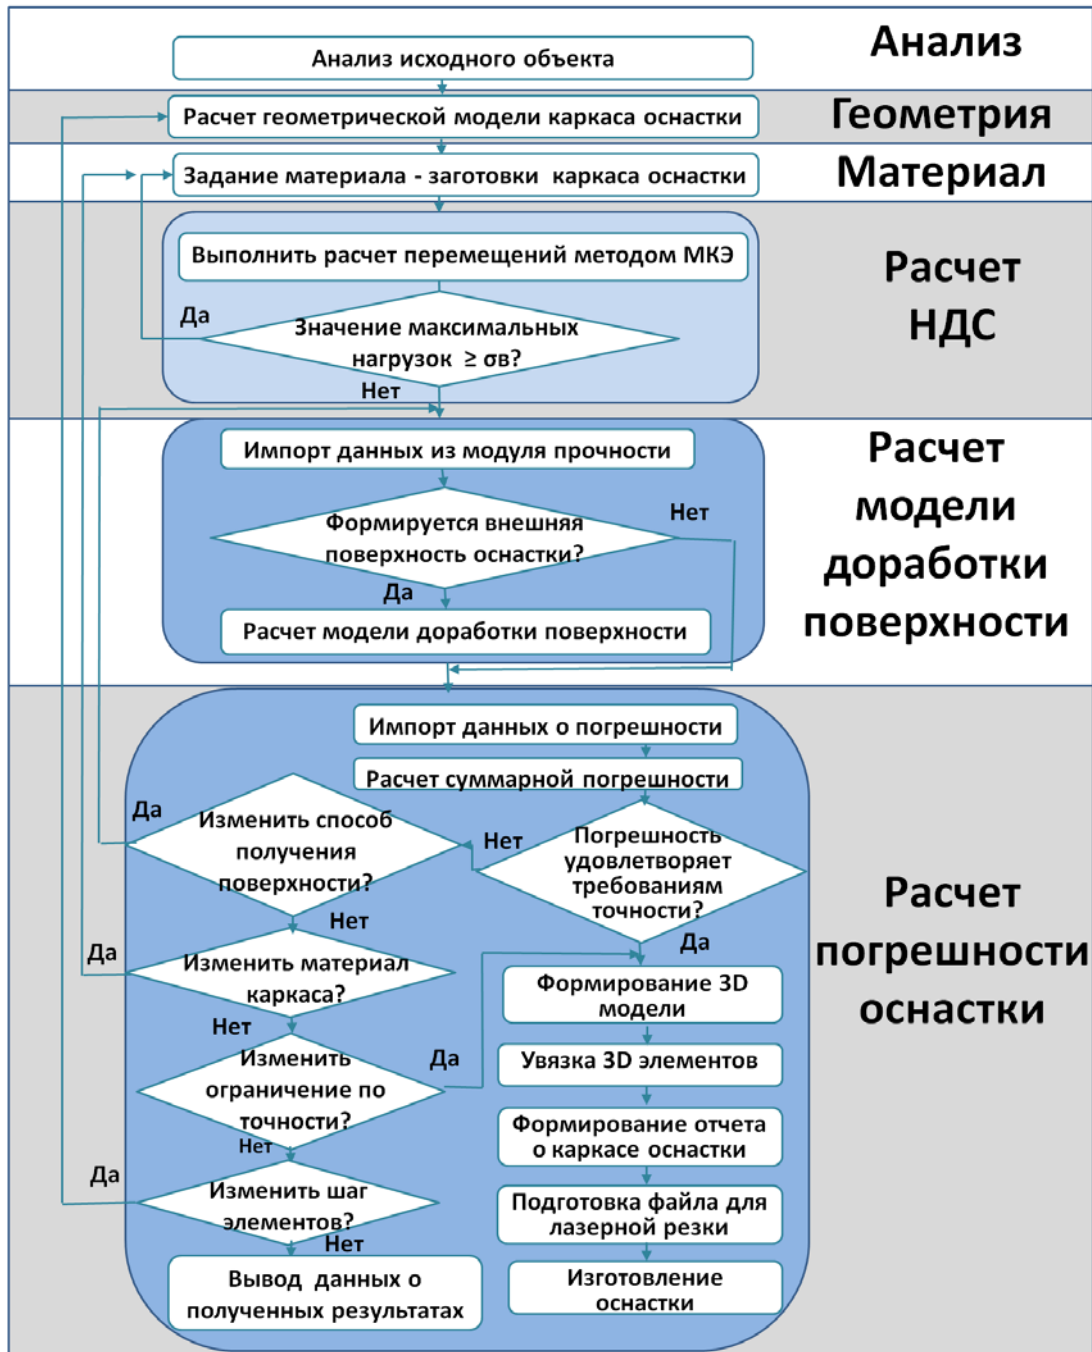 Анализ исходного объекта
Анализ
Расчет геометрической модели каркаса оснастки
Геометрия
Задание материала - заготовки каркаса оснастки
Материал
Выполнить расчет перемещений методом МКЭ
Да
Значение максимальных
нагрузок ≥ σв?
Нет
Расчет
НДС
Импорт данных из модуля прочности
Формируется внешняя
поверхность оснастки?
Нет
Да
Расчет модели доработки поверхности
Расчет
модели
доработки
поверхности
Импорт данных о погрешности
Расчет суммарной погрешности
Да
Изменить способ
получения
поверхности?
Нет
Погрешность
удовлетворяет
требованиям
точности?
Нет
Да
Да
Изменить материал
каркаса?
Формирование 3D
модели
Нет
Да
Изменить
ограничение по
точности?
Увязка 3D элементов
Нет
Формирование отчета
о каркасе оснастки
Да
Изменить шаг
элементов?
Подготовка файла для
лазерной резки
Нет
Вывод данных о
полученных результатах
Изготовление
оснастки
Расчет
погрешности
оснастки